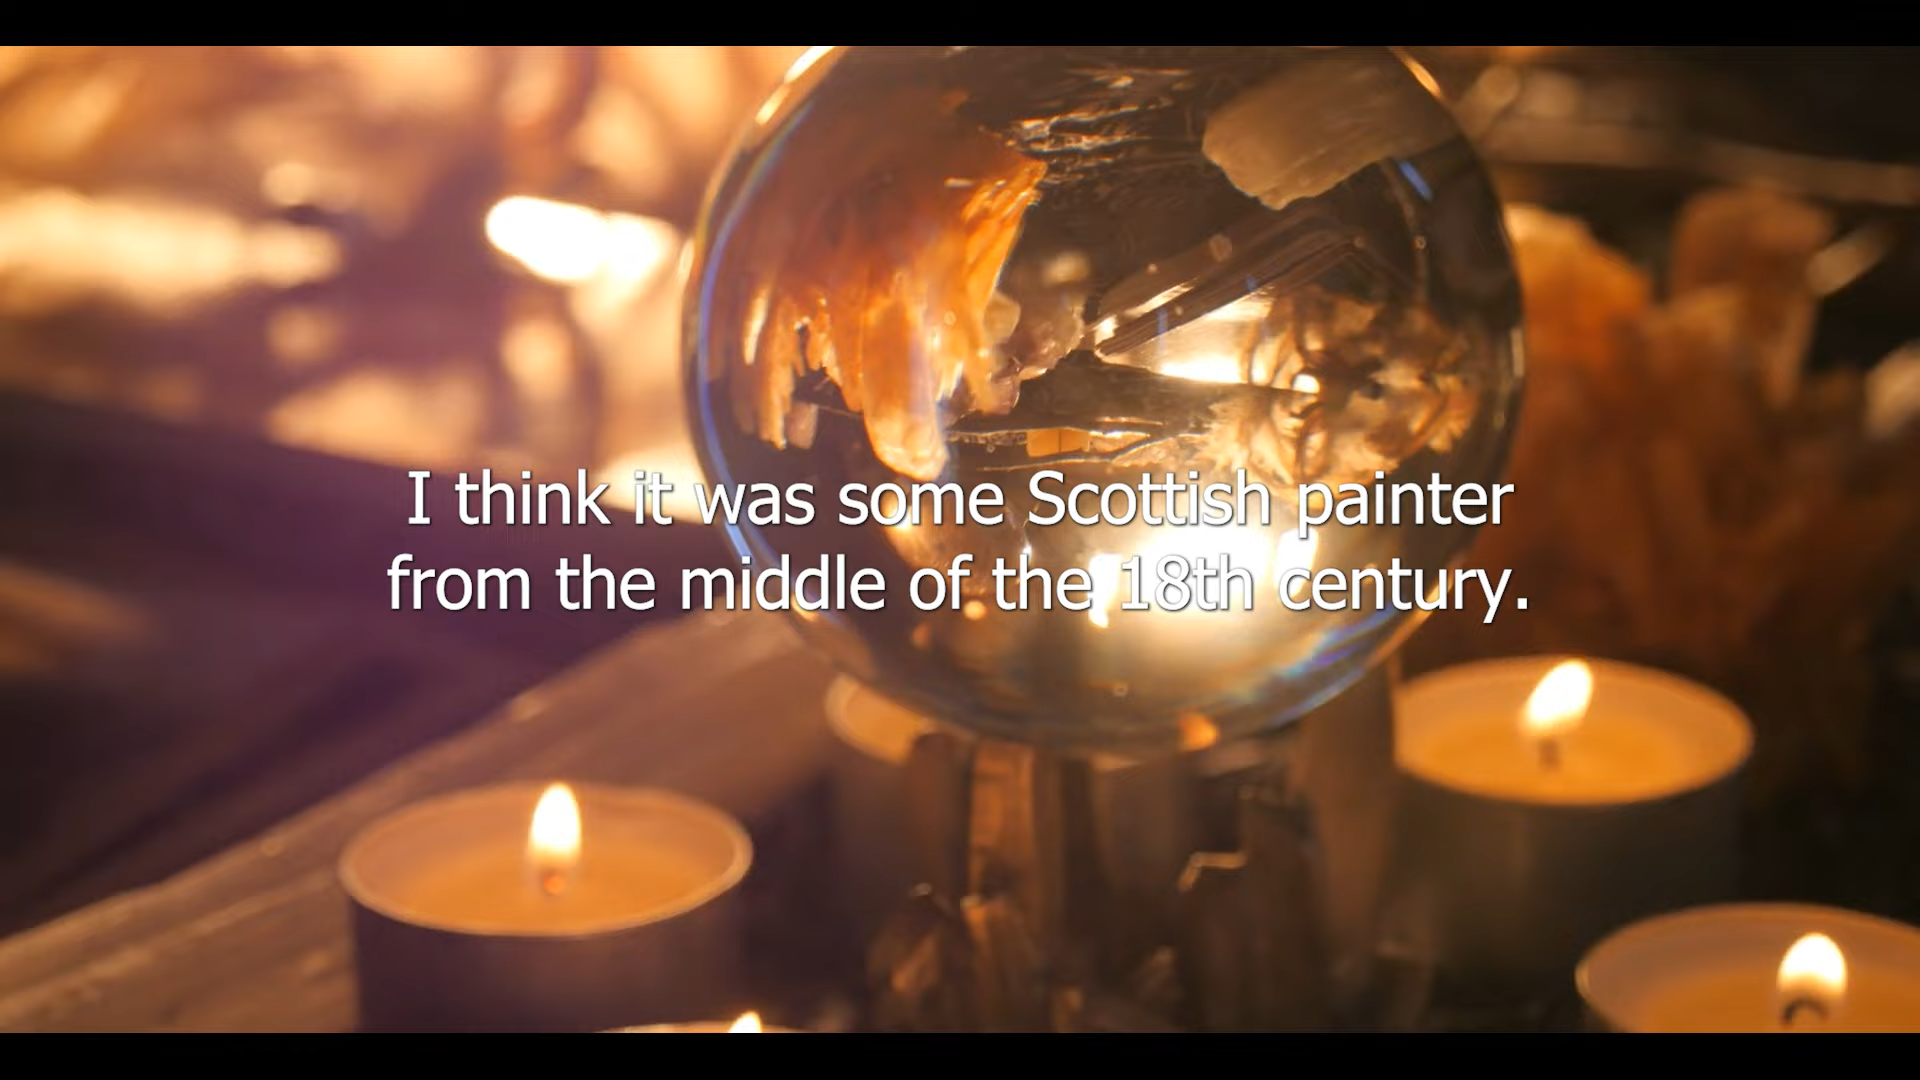 I think it was some Scottish painter
from the middle of the 18th century.